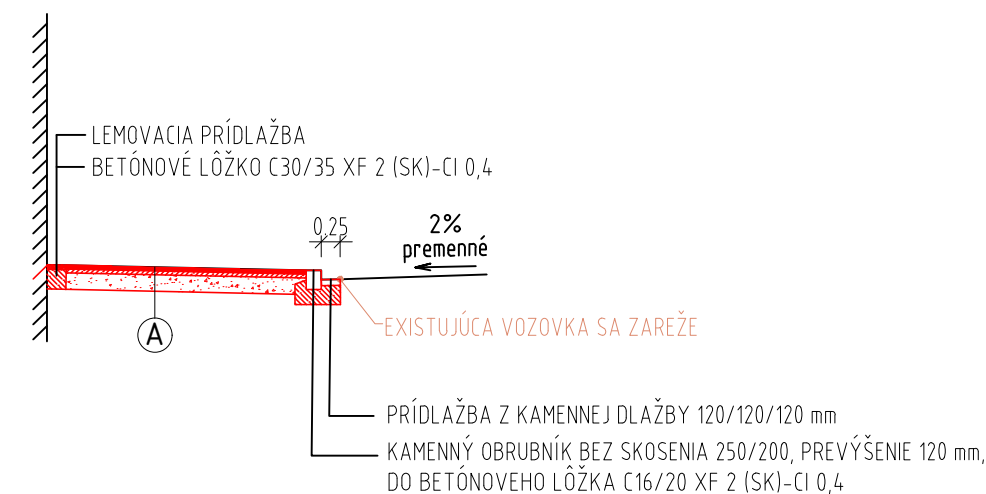 LEMOVACIA PRÍDLAŽBA
BETÓNOVÉ LÔŽKO C30/35 XF 2 (SK)-Cl 0,4
0,25
2%
premenné
A
EXISTUJÚCA VOZOVKA SA ZAREŽE
PRÍDLAŽBA Z KAMENNEJ DLAŽBY 120/120/120 mm
KAMENNÝ OBRUBNÍK BEZ SKOSENIA 250/200, PREVÝŠENIE 120 mm,
DO BETÓNOVEHO LÔŽKA C16/20 XF 2 (SK)-Cl 0,4